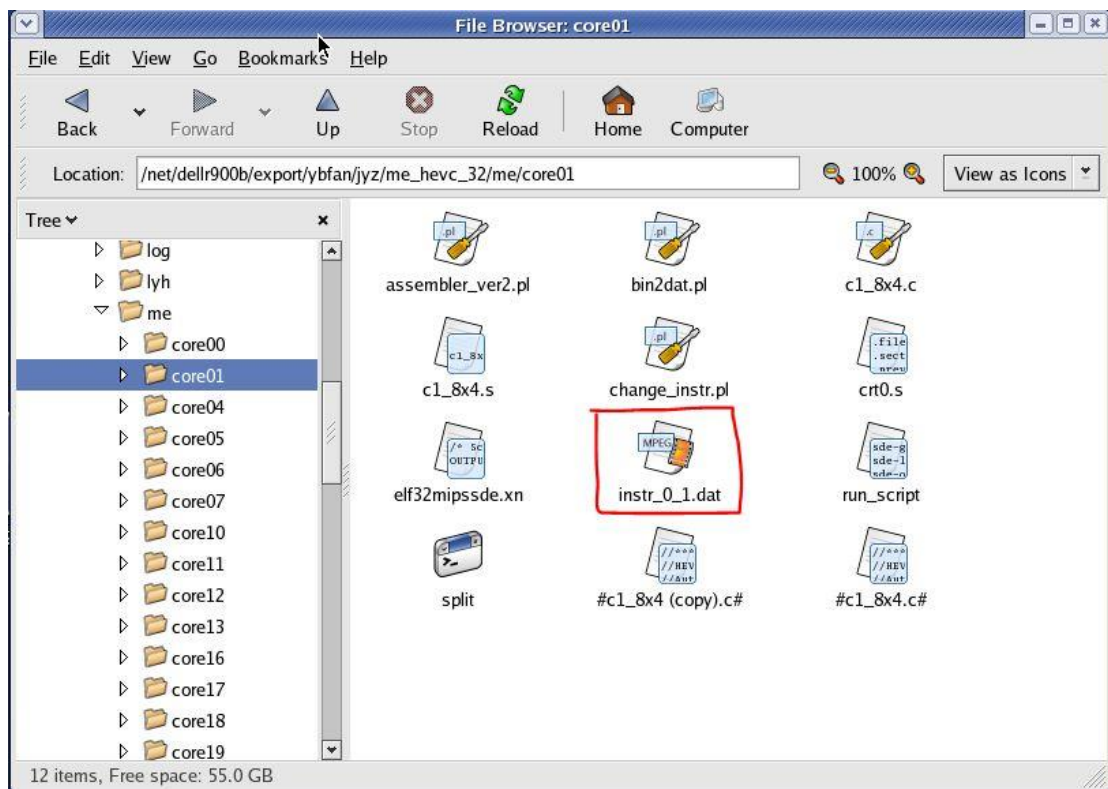 File Browser: core01
File Edit View Go Bookmarks Help
Back Forward Up Stop Reload Home Computer
Location: /net/dellr900b/export/ybfan/jyz/me_hevc_32/me/core01 100% View as Icons
Tree
log
lyh
me
core00
core01
core04
core05
core06
core07
core10
core11
core12
core13
core16
core17
core18
core19
.pl .pl .c
assembler_ver2.pl bin2dat.pl c1_8x4.c
c1_8x .pl .file
.sect
c1_8x4.s change_instr.pl crt0.s
/* Sc MPEG sde-g
OUTPU sde-l
elf32mipssde.xn instr_0_1.dat run_script
//*** //***
//HEV //HEV
//Aut //Aut
split #c1_8x4 (copy).c# #c1_8x4.c#
12 items, Free space: 55.0 GB